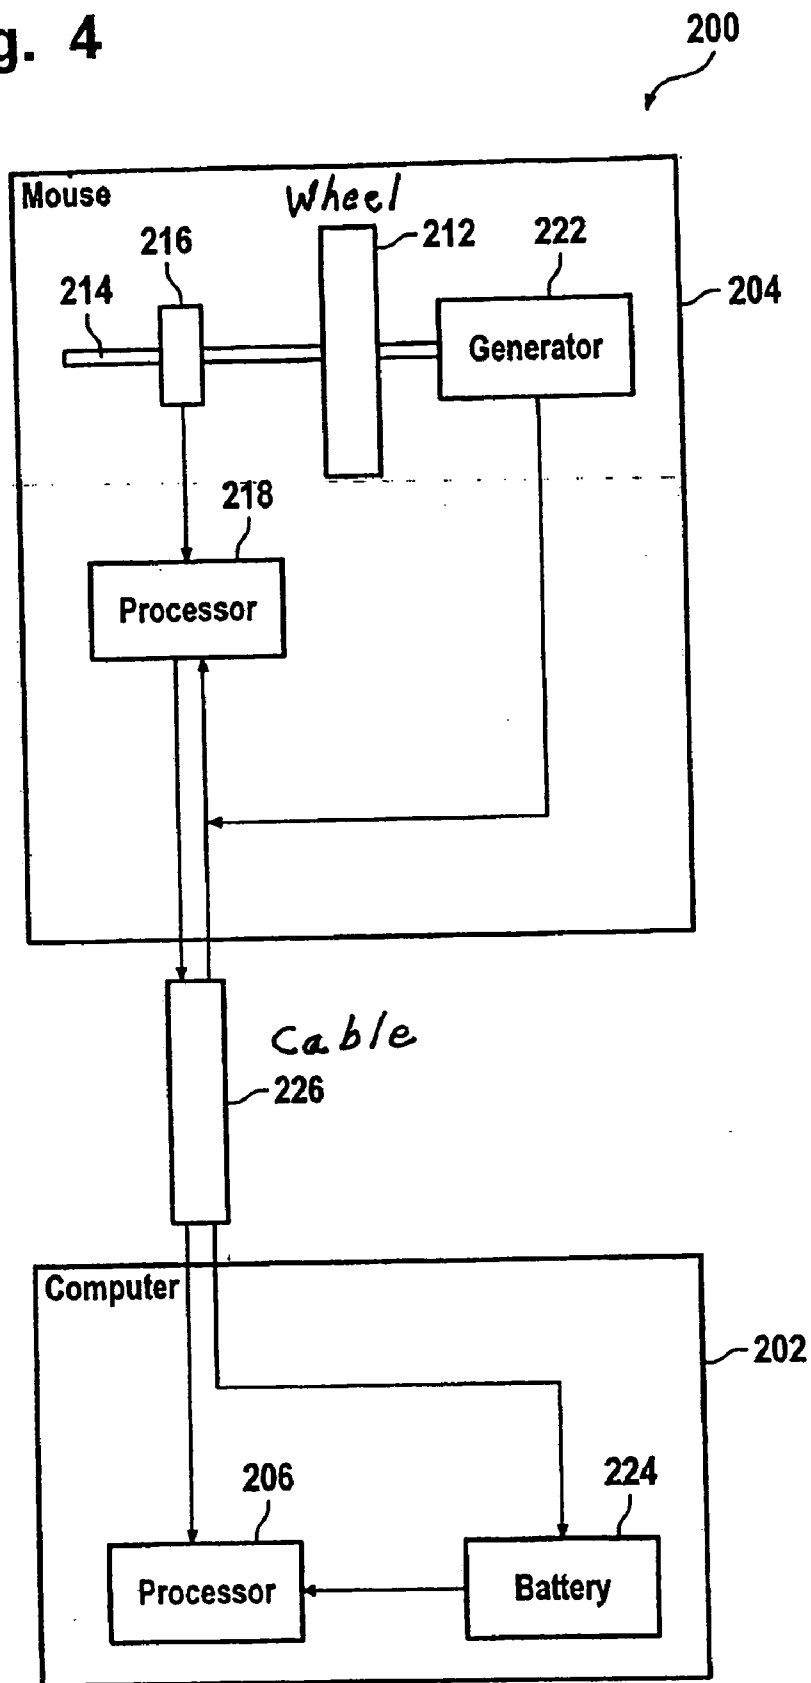 g. 4
200
Mouse
Wheel
216
212
222
214
204
Generator
218
Processor
Cable
226
Computer
202
206
224
Processor
Battery